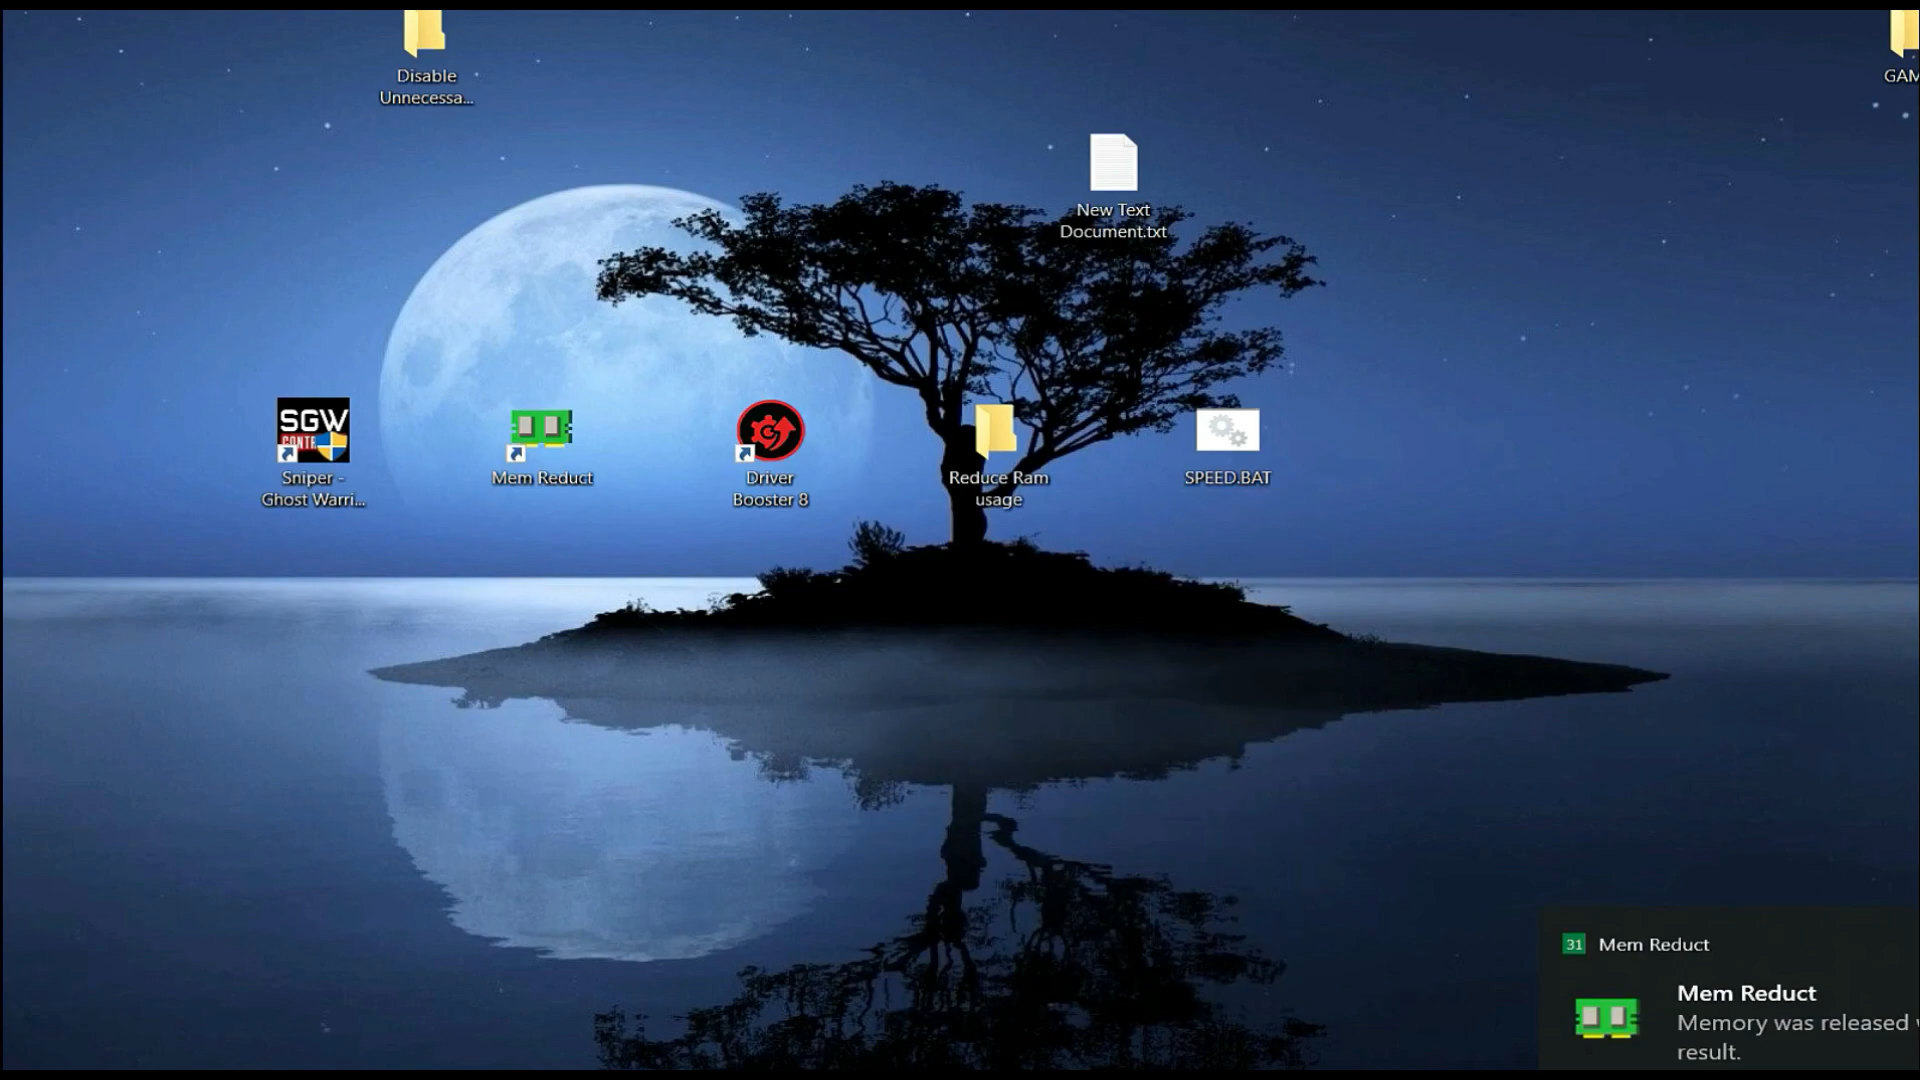 Disable
Unnecessa...
GAM
New Text
Document.txt
SGW
CONTR
Sniper -
Ghost Warri...
Mem Reduct
Driver
Booster 8
Reduce Ram
usage
SPEED.BAT
31 Mem Reduct
Mem Reduct
Memory was released
result.